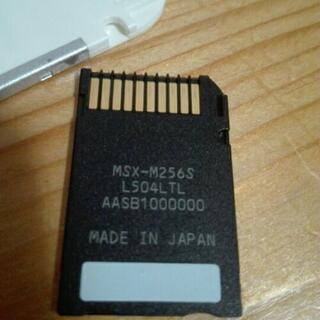 MSX-M256S
L504LTL
AASB1000000
MADE IN JAPAN